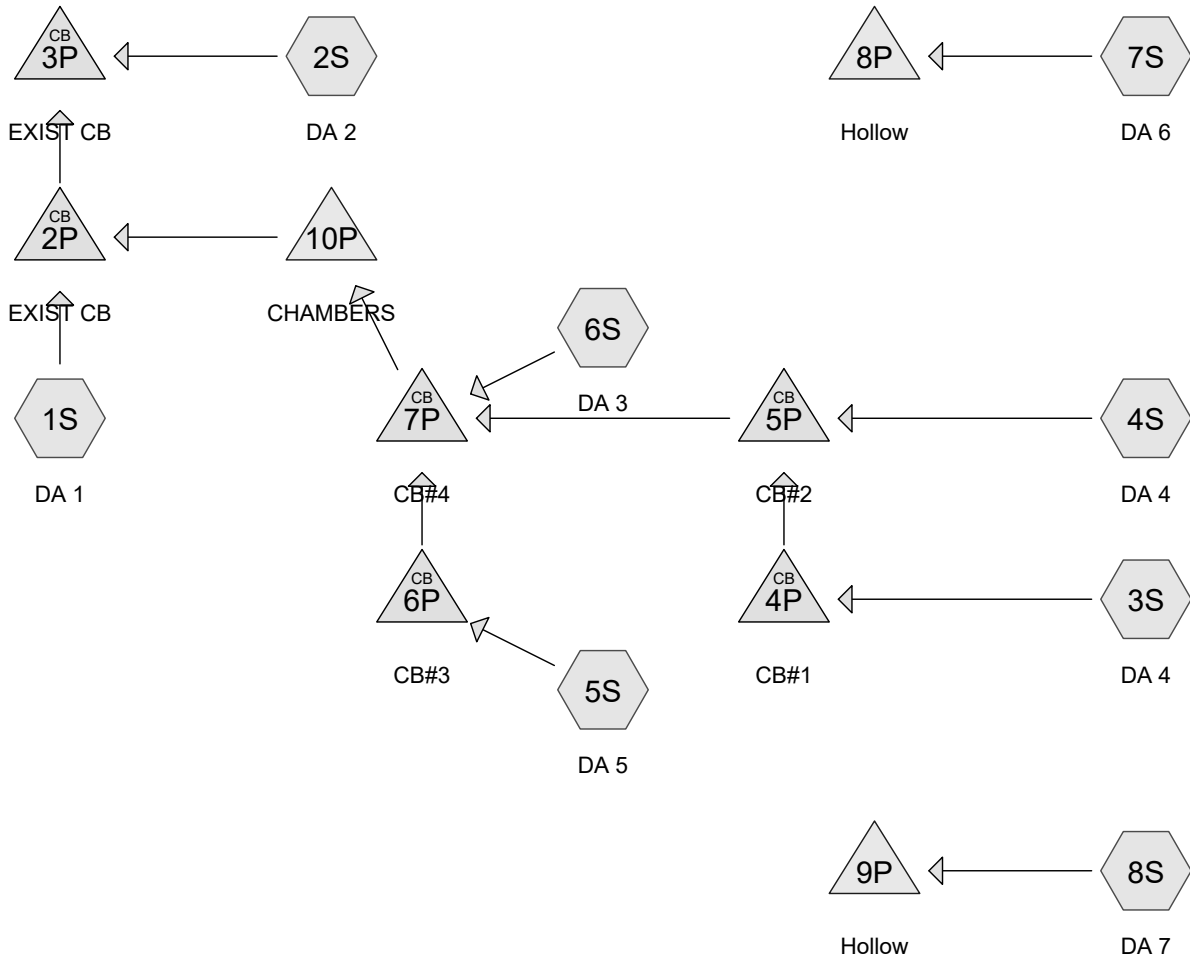 CB
3P
EXIST CB
2S
DA 2
8P
Hollow
7S
DA 6
CB
2P
EXIST CB
10P
CHAMBERS
1S
DA 1
6S
DA 3
CB
7P
CB#4
CB
5P
CB#2
4S
DA 4
CB
6P
CB#3
CB
4P
CB#1
3S
DA 4
5S
DA 5
9P
Hollow
8S
DA 7